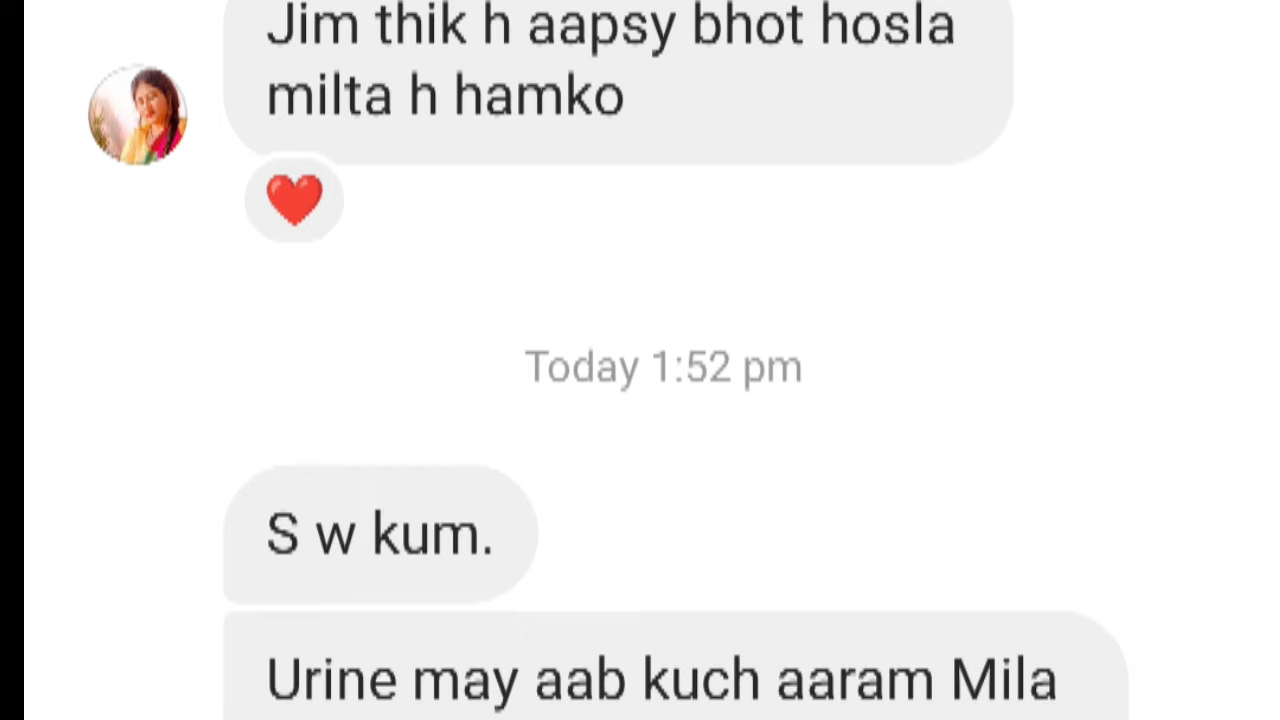 Jim thik h aapsy bhot hosla
milta h hamko
Today 1:52 pm
S w kum.
Urine may aab kuch aaram Mila